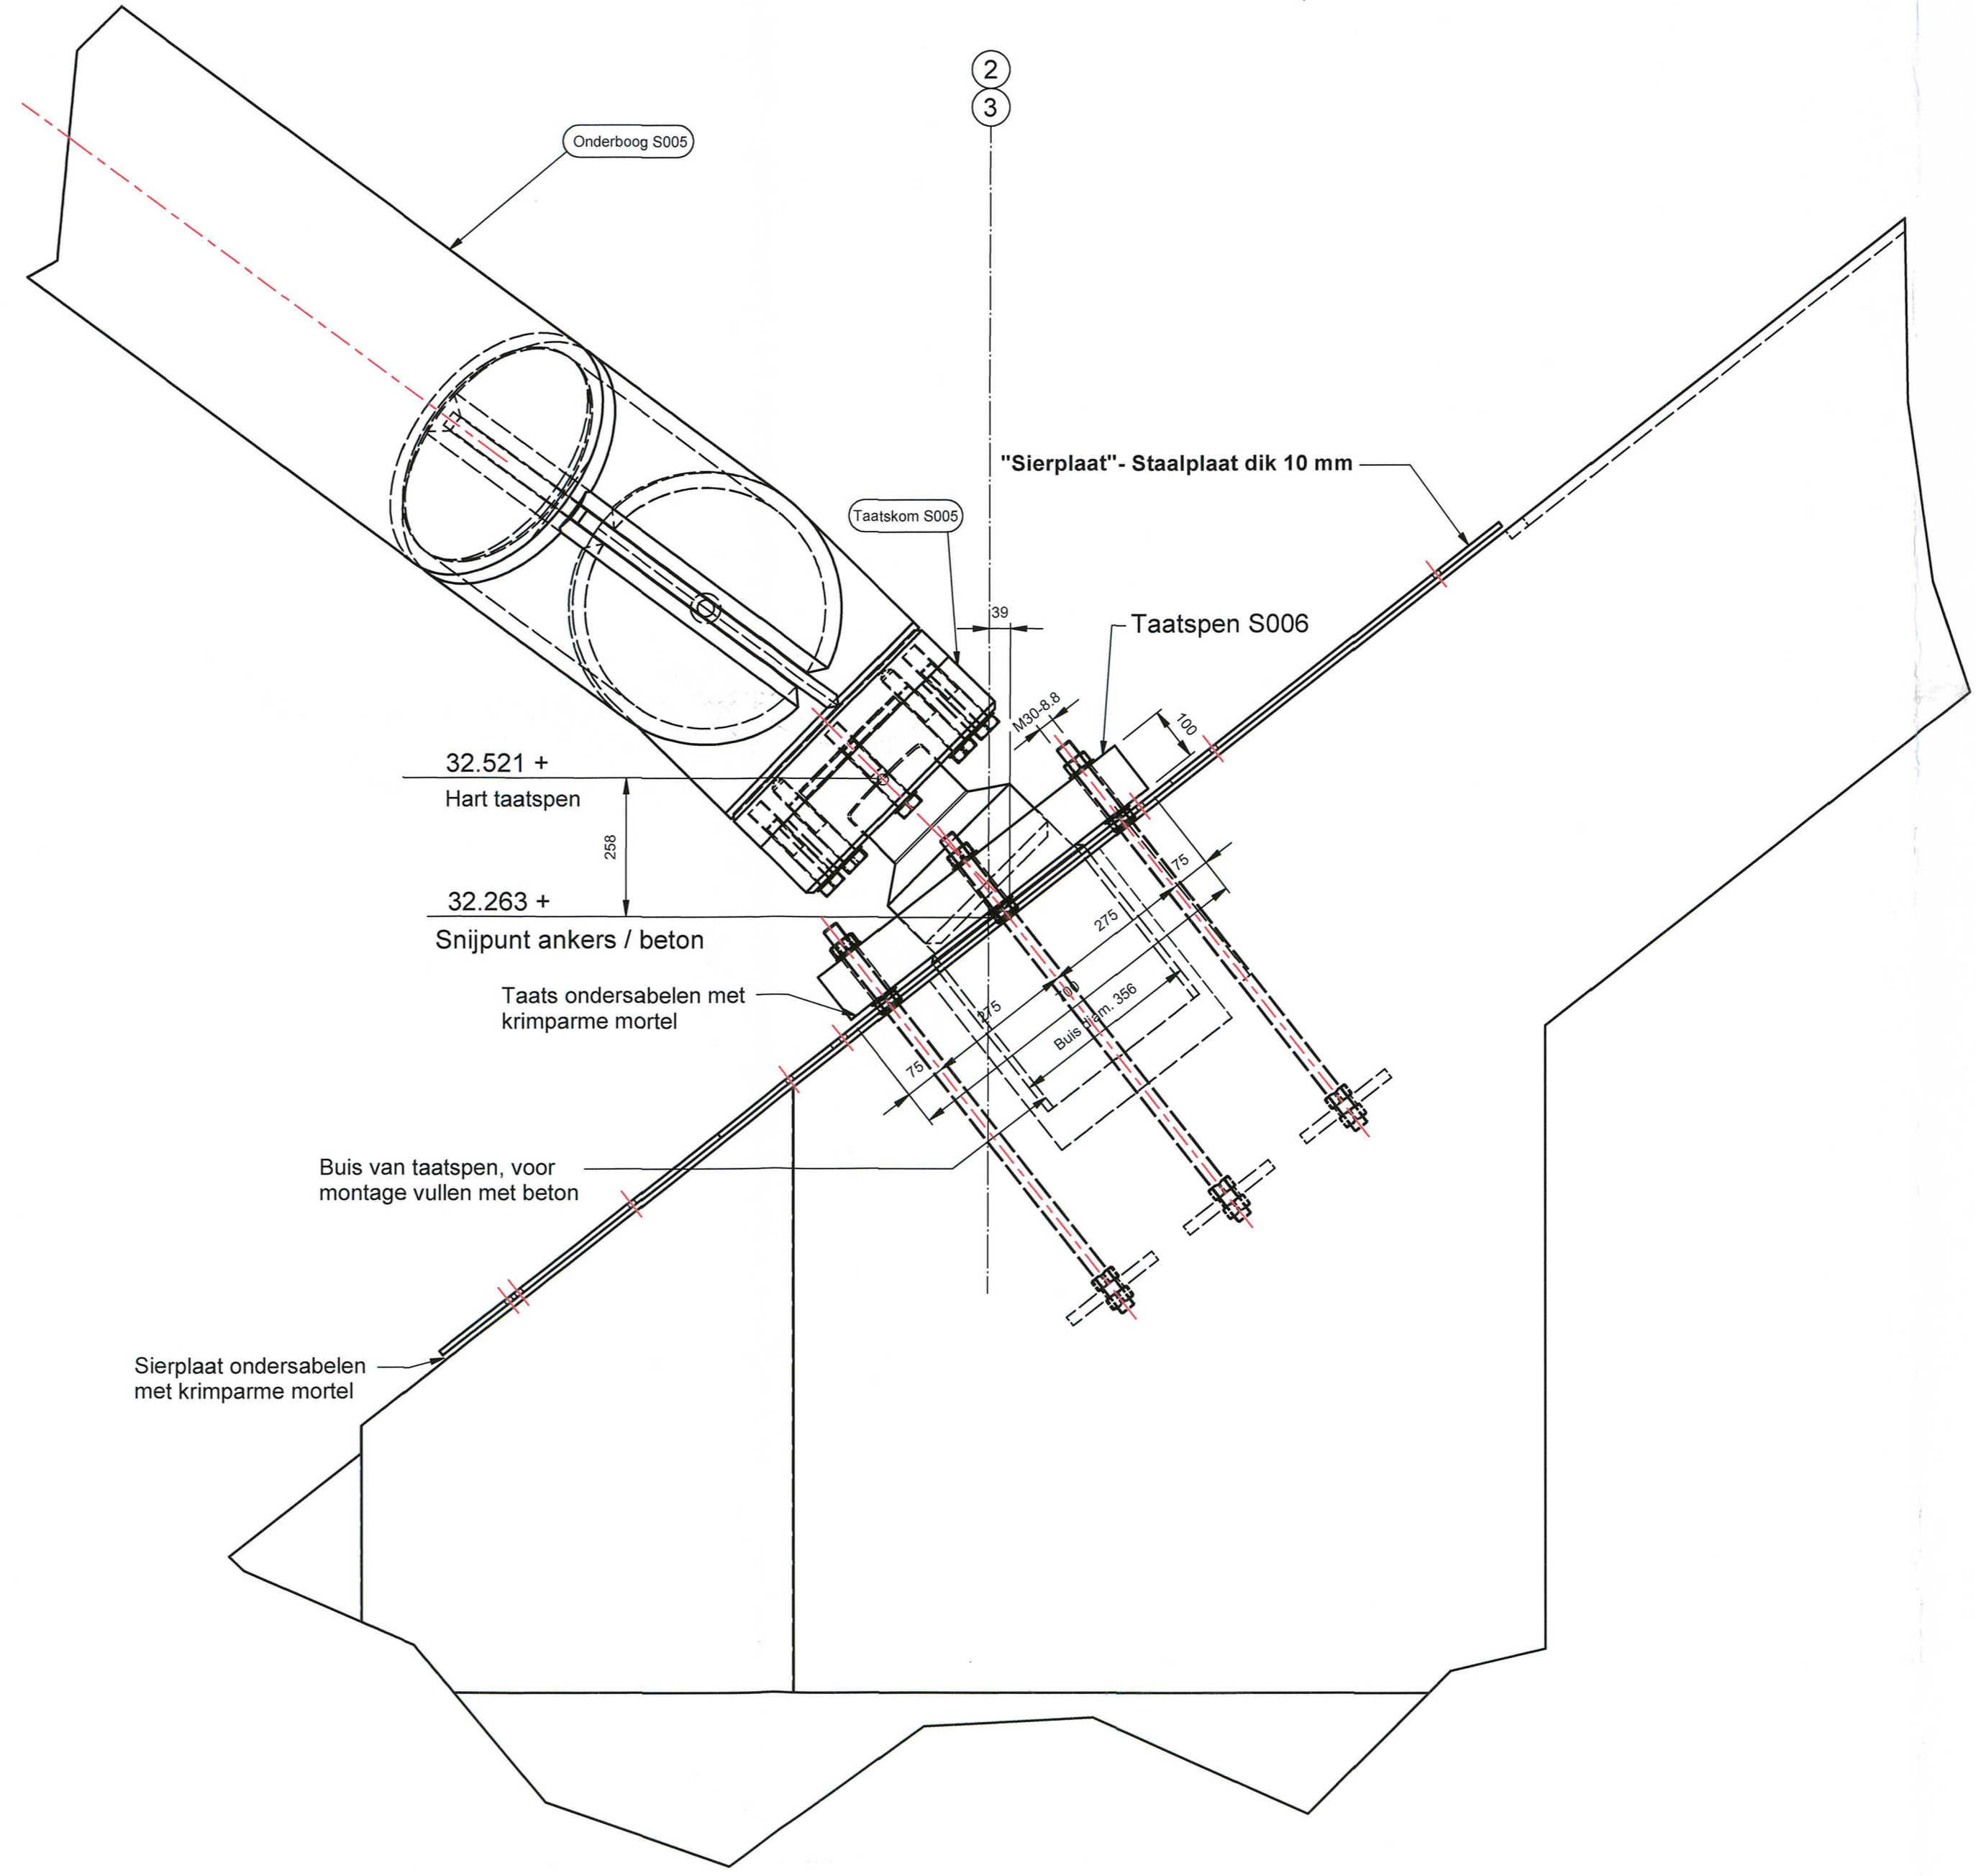 2
3
Onderboog S005
"Sierplaat"- Staalplaat dik 10 mm
Taatskom S005
39
Taatspen S006
M30-8.8
100
32.521 +
Hart taatspen
258
32.263 +
Snijpunt ankers / beton
75
275
Taats ondersabelen met
krimparme mortel
700
275
Buis diam. 356
75
Buis van taatspen, voor
montage vullen met beton
Sierplaat ondersabelen
met krimparme mortel